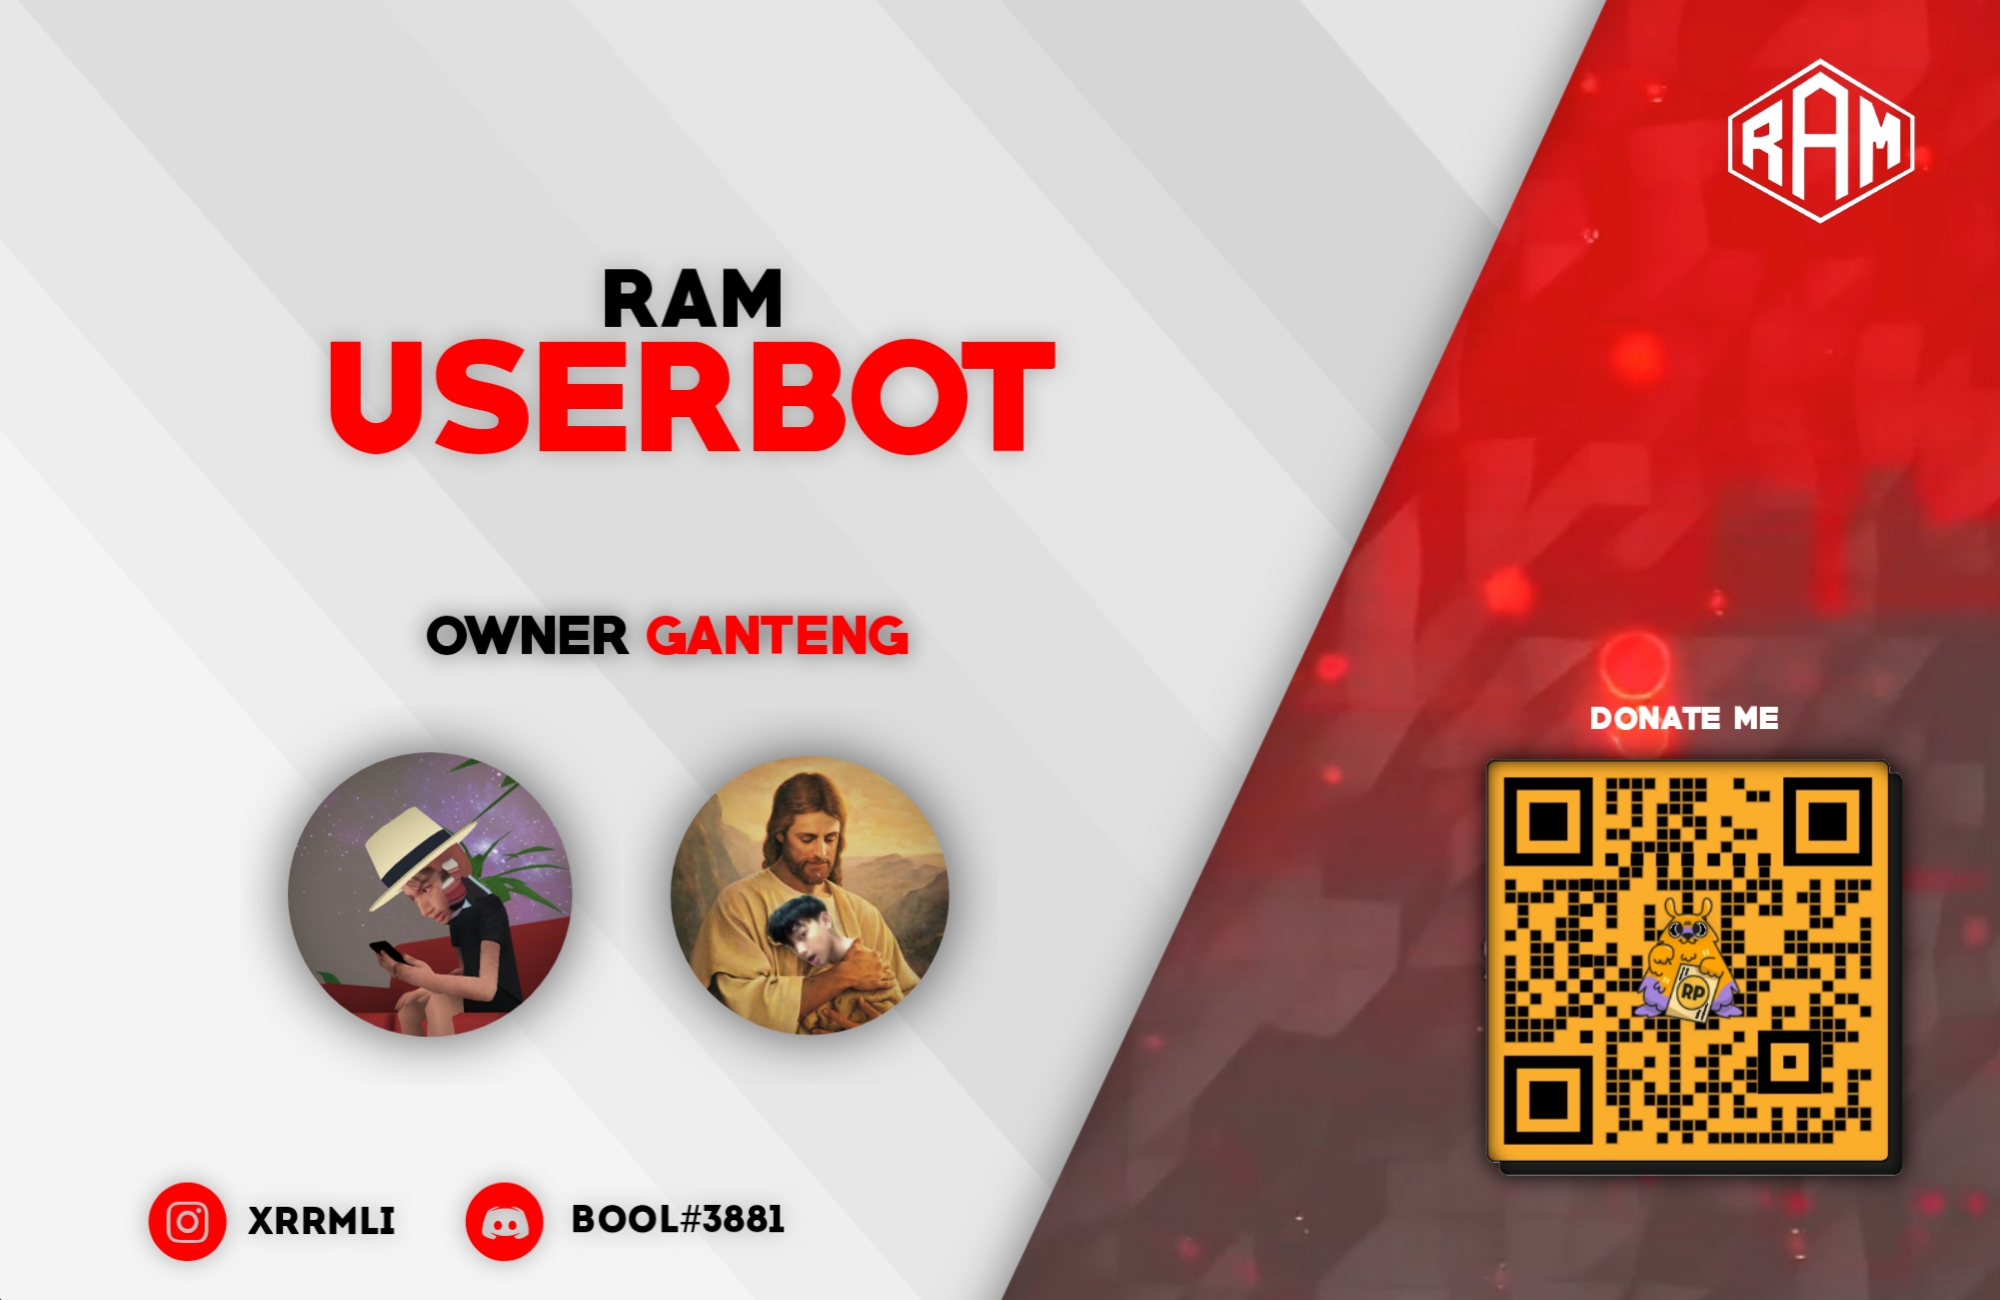 RAM
RAM
USERBOT
OWNER GANTENG
DONATE ME
RP
XRRMLI
BOOL#3881